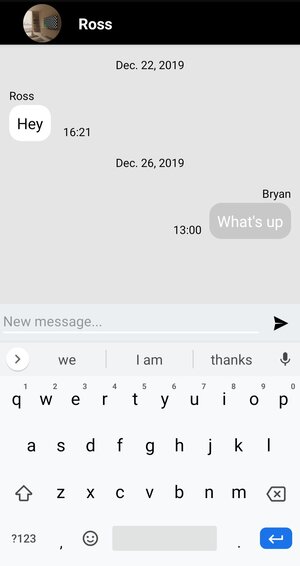 Ross
Dec. 22, 2019
Ross
Hey
16:21
Dec. 26, 2019
Bryan
13:00 What's up
New message...
we I am thanks
1 2 3 4 5 6 7 8 9 0
q w e r t y u i o p
a s d f g h j k l
z x c v b n m
?123 , .